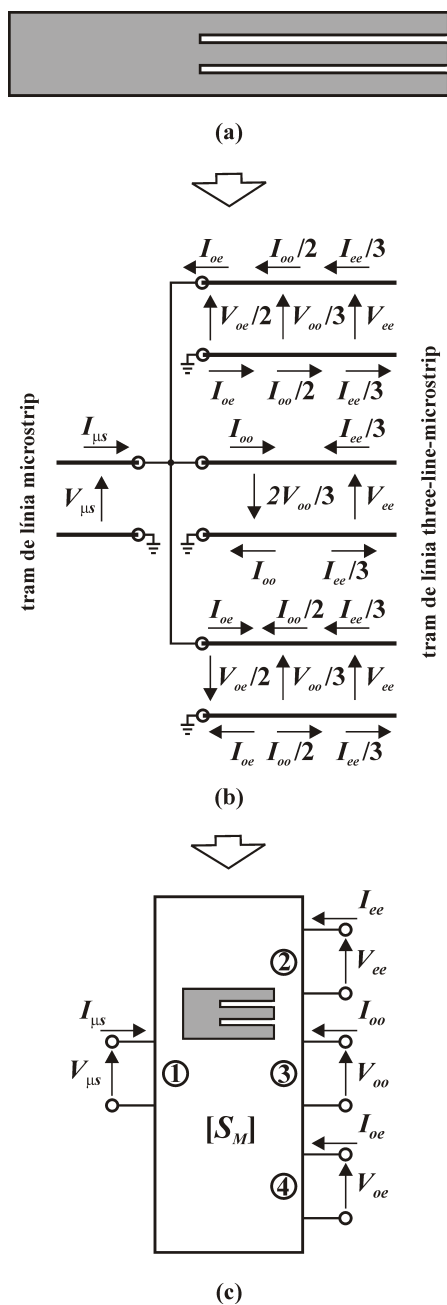 (a)
I_oe I_oo/2 I_ee/3
V_oe/2 V_oo/3 V_ee
I_oe I_oo/2 I_ee/3
I_μs I_oo I_ee/3
V_μs 2V_oo/3 V_ee
I_oo I_ee/3
I_oe I_oo/2 I_ee/3
V_oe/2 V_oo/3 V_ee
I_oe I_oo/2 I_ee/3
tram de línia microstrip
tram de línia three-line-microstrip
(b)
I_ee
② V_ee
I_μs I_oo
V_μs ① ③ V_oo
[S_M] I_oe
④ V_oe
(c)